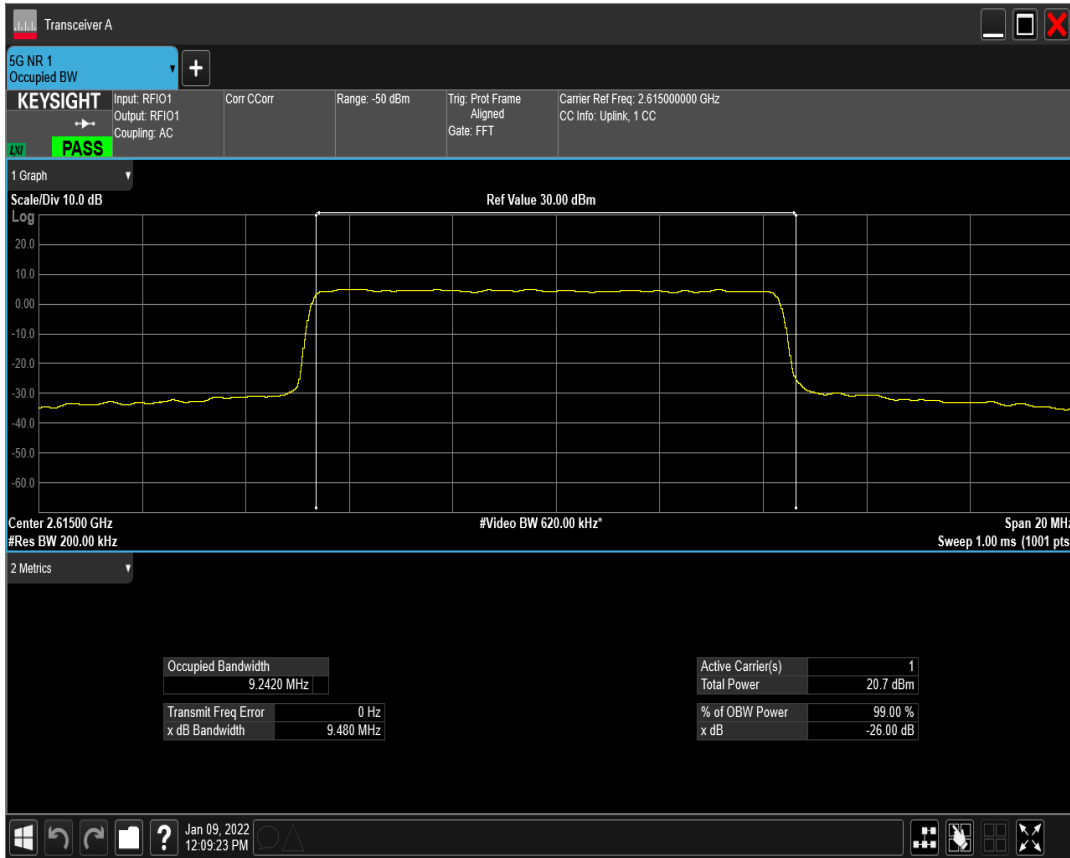 Transceiver A
5G NR 1
Occupied BW
KEYSIGHT
LXI
PASS
Input: RFIO1
Output: RFIO1
Coupling: AC
Corr CCorr
Range: -50 dBm
Trig: Prot Frame
Aligned
Gate: FFT
Carrier Ref Freq: 2.615000000 GHz
CC Info: Uplink, 1 CC
1 Graph
Scale/Div 10.0 dB
Ref Value 30.00 dBm
Log
20.0
10.0
0.00
-10.0
-20.0
-30.0
-40.0
-50.0
-60.0
Center 2.61500 GHz
#Video BW 620.00 kHz*
Span 20 MHz
#Res BW 200.00 kHz
Sweep 1.00 ms (1001 pts
2 Metrics
Occupied Bandwidth
9.2420 MHz
Transmit Freq Error 0 Hz
x dB Bandwidth 9.480 MHz
Active Carrier(s) 1
Total Power 20.7 dBm
% of OBW Power 99.00 %
x dB -26.00 dB
?
Jan 09, 2022
12:09:23 PM